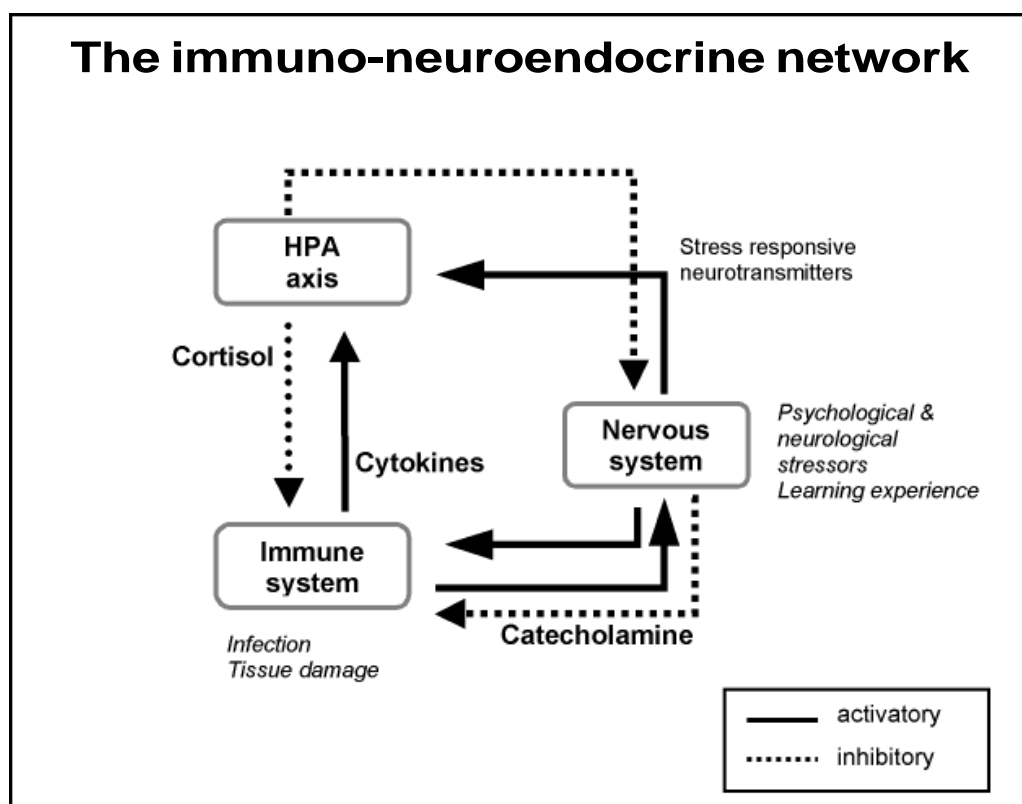 The immuno-neuroendocrine network
HPA
axis
Stress responsive
neurotransmitters
Cortisol
Cytokines
Nervous
system
Psychological &
neurological
stressors
Learning experience
Immune
system
Catecholamine
Infection
Tissue damage
activatory
inhibitory